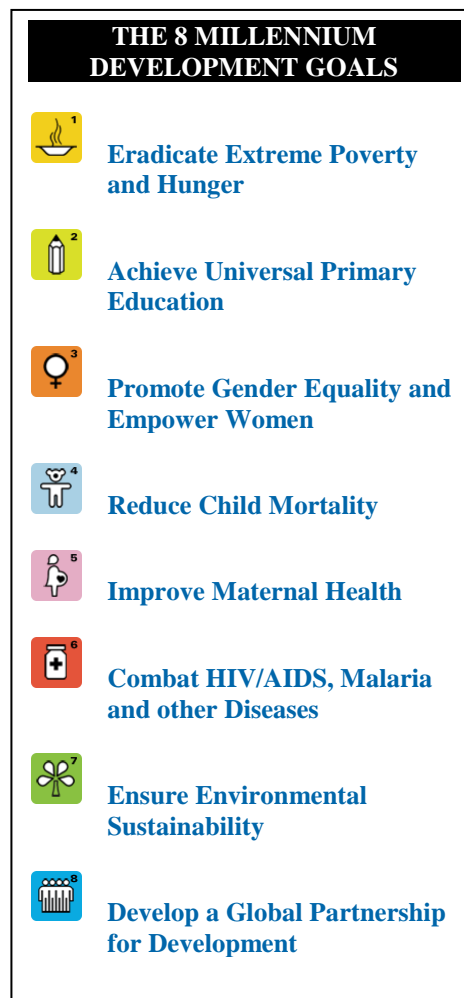 THE 8 MILLENNIUM
DEVELOPMENT GOALS
1
Eradicate Extreme Poverty
and Hunger
2
Achieve Universal Primary
Education
3
Promote Gender Equality and
Empower Women
4
Reduce Child Mortality
5
Improve Maternal Health
6
Combat HIV/AIDS, Malaria
and other Diseases
7
Ensure Environmental
Sustainability
8
Develop a Global Partnership
for Development